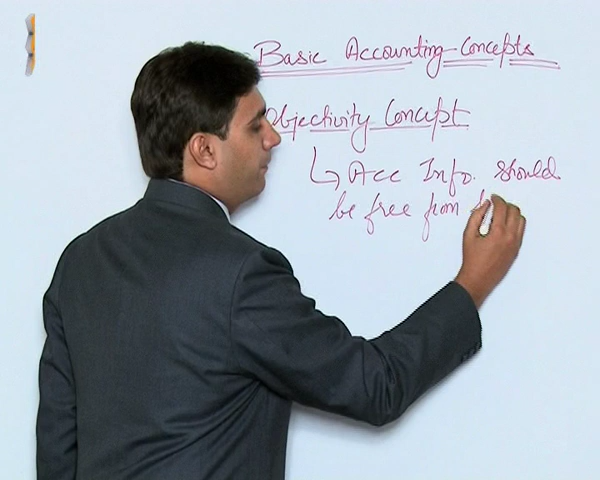 Basic Accounting Concepts
Objectivity Concept
Acc Info. should
be free from